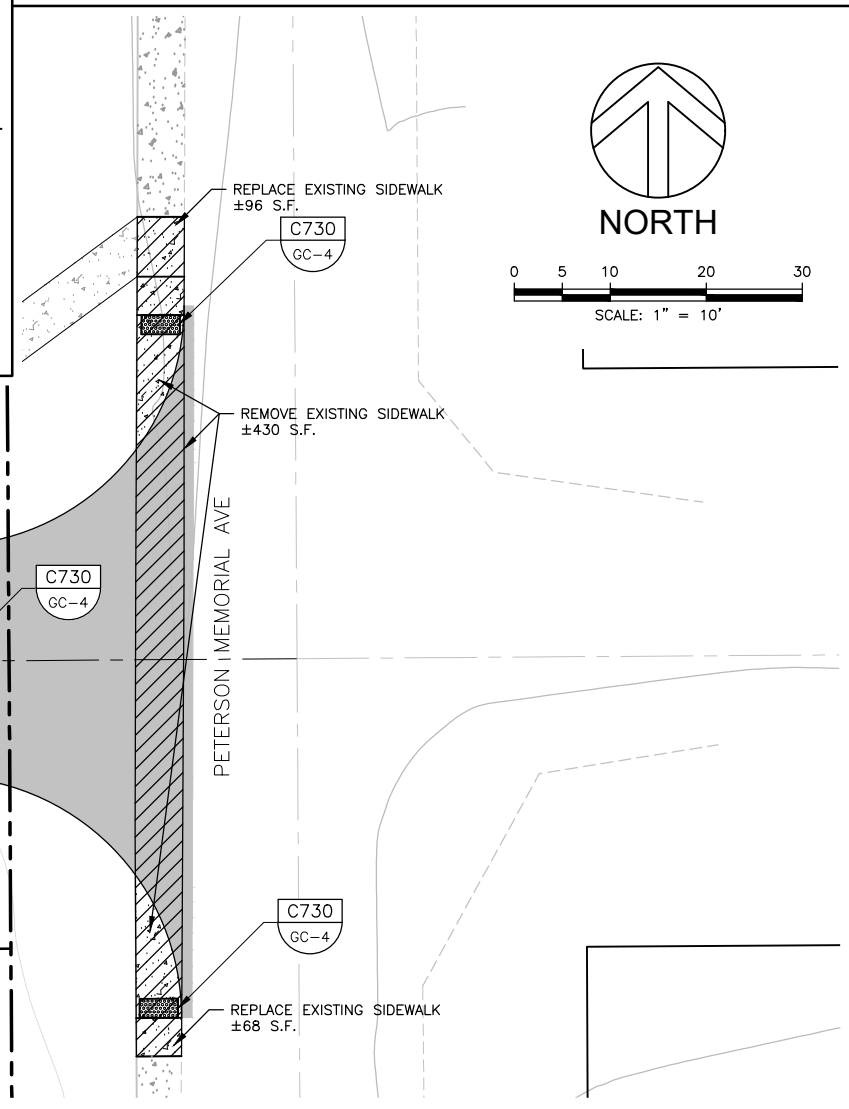 REPLACE EXISTING SIDEWALK
±96 S.F.
C730
GC-4
NORTH
0 5 10 20 30
SCALE: 1" = 10'
REMOVE EXISTING SIDEWALK
±430 S.F.
PETERSON MEMORIAL AVE
C730
GC-4
C730
GC-4
REPLACE EXISTING SIDEWALK
±68 S.F.